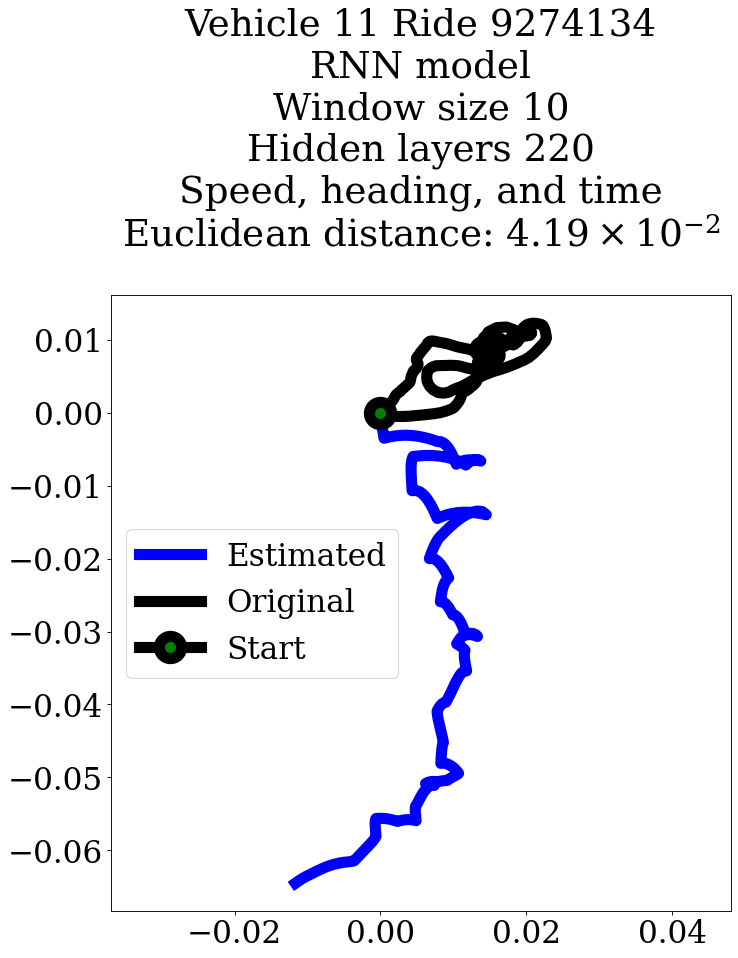 Vehicle 11 Ride 9274134
RNN model
Window size 10
Hidden layers 220
Speed, heading, and time
Euclidean distance: 4.19 × 10⁻²
0.01
0.00
−0.01
−0.02
−0.03
−0.04
−0.05
−0.06
Estimated
Original
Start
−0.02 0.00 0.02 0.04